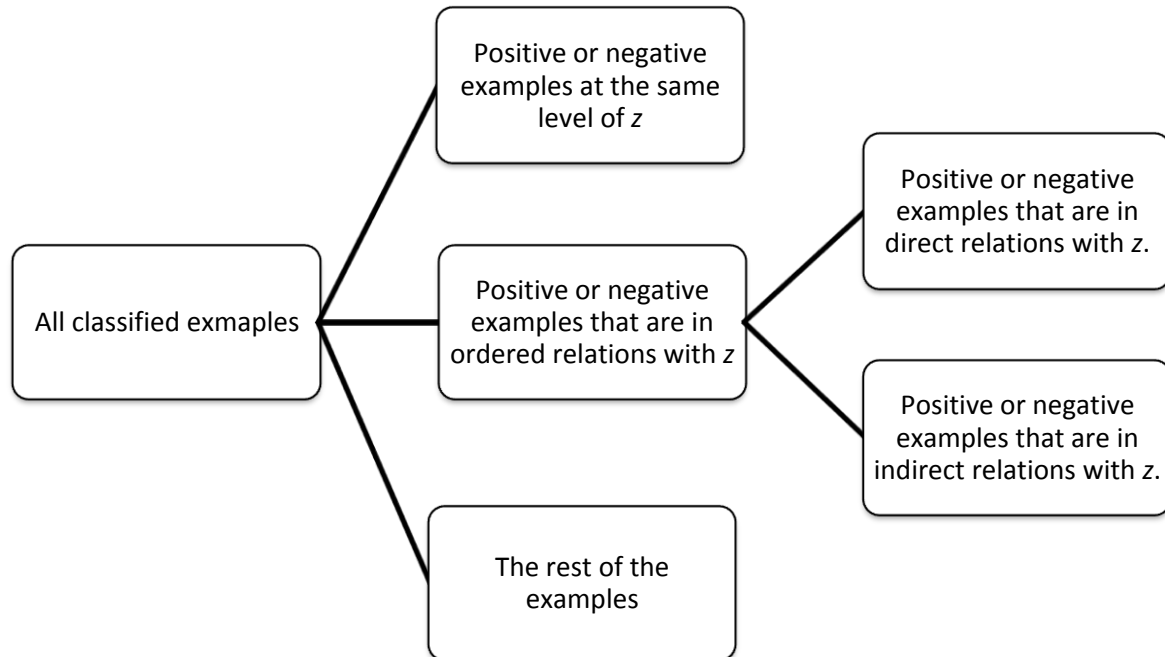 Positive or negative
examples at the same
level of z
Positive or negative
examples that are in
direct relations with z.
All classified exmaples
Positive or negative
examples that are in
ordered relations with z
Positive or negative
examples that are in
indirect relations with z.
The rest of the
examples